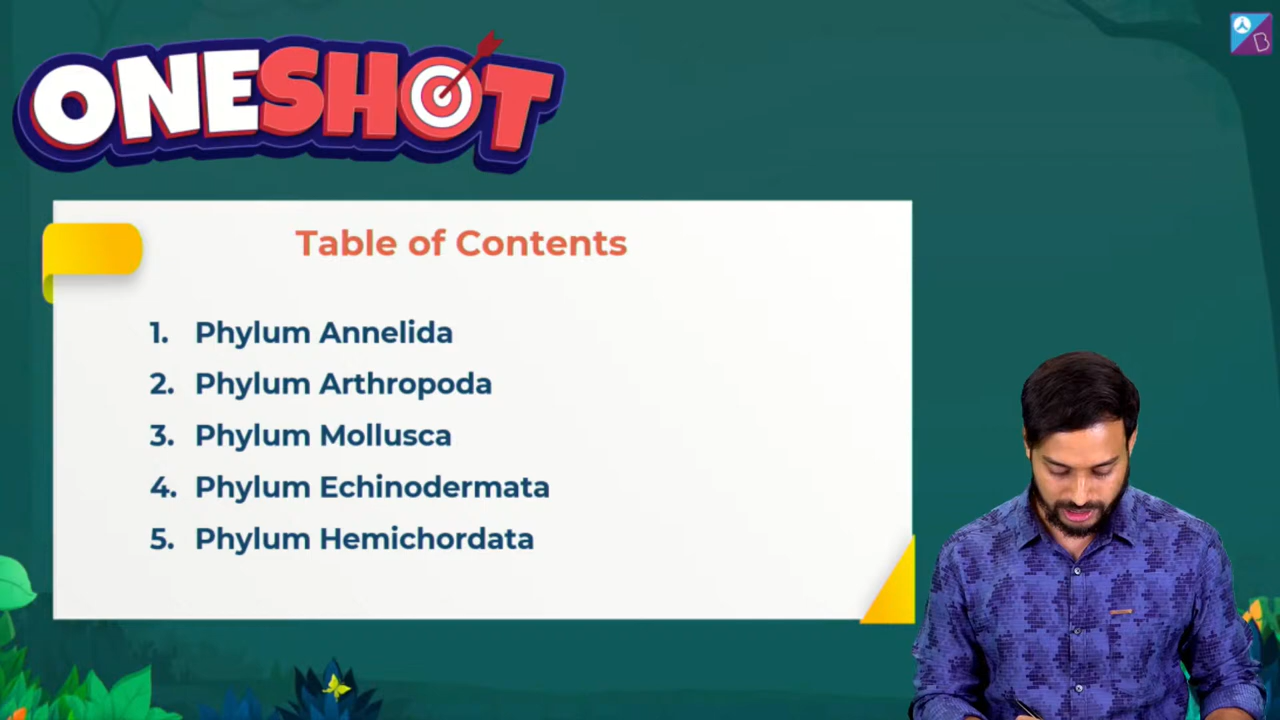 ONESHOT
Table of Contents
1. Phylum Annelida
2. Phylum Arthropoda
3. Phylum Mollusca
4. Phylum Echinodermata
5. Phylum Hemichordata
B